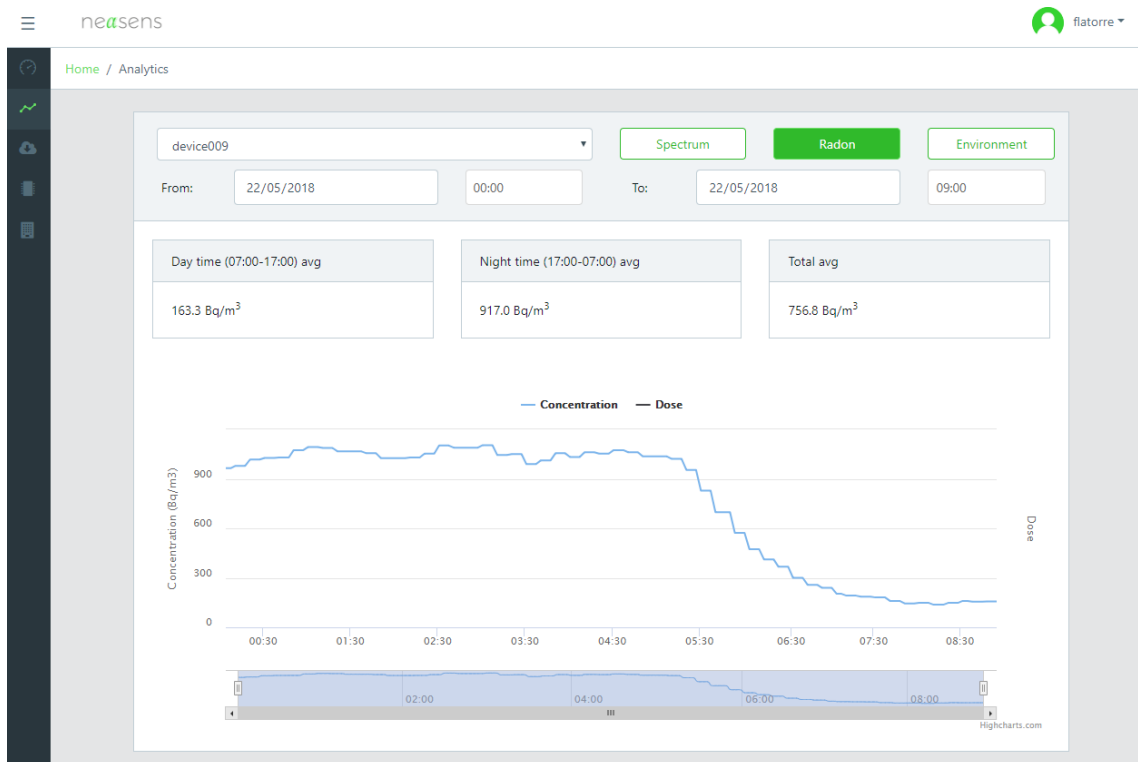 neasens
flatorre
Home / Analytics
device009
Spectrum
Radon
Environment
From:
22/05/2018
00:00
To:
22/05/2018
09:00
Day time (07:00-17:00) avg
Night time (17:00-07:00) avg
Total avg
163.3 Bq/m³
917.0 Bq/m³
756.8 Bq/m³
Concentration
Dose
Concentration (Bq/m3)
900
600
300
0
Dose
00:30
01:30
02:30
03:30
04:30
05:30
06:30
07:30
08:30
02:00
04:00
06:00
08:00
Highcharts.com